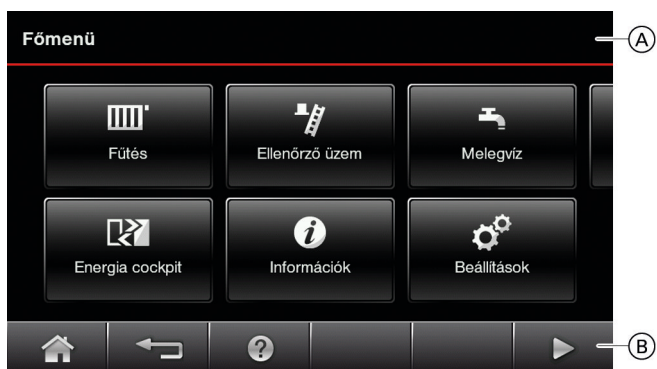 Főmenü
A
Fűtés
Ellenőrző üzem
Melegvíz
Energia cockpit
Információk
Beállítások
B